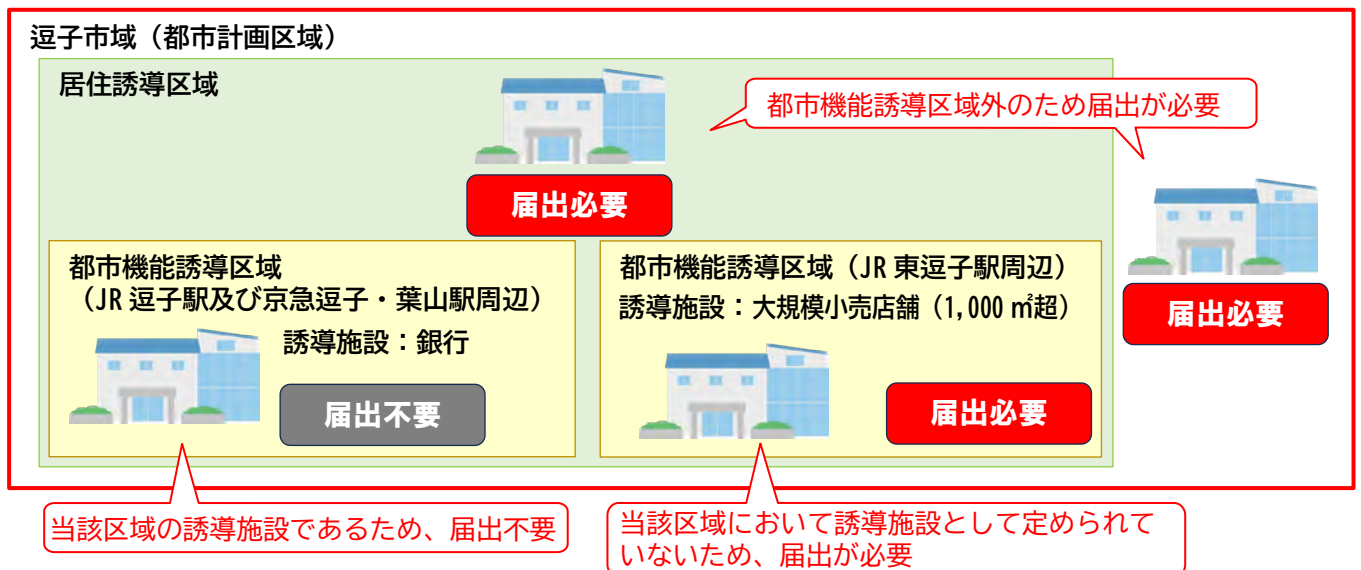 逗子市域（都市計画区域）
居住誘導区域
都市機能誘導区域外のため届出が必要
届出必要
届出必要
都市機能誘導区域
（JR 逗子駅及び京急逗子・葉山駅周辺）
誘導施設：銀行
届出不要
都市機能誘導区域（JR 東逗子駅周辺）
誘導施設：大規模小売店舗（1,000 ㎡超）
届出必要
当該区域の誘導施設であるため、届出不要
当該区域において誘導施設として定められて
いないため、届出が必要